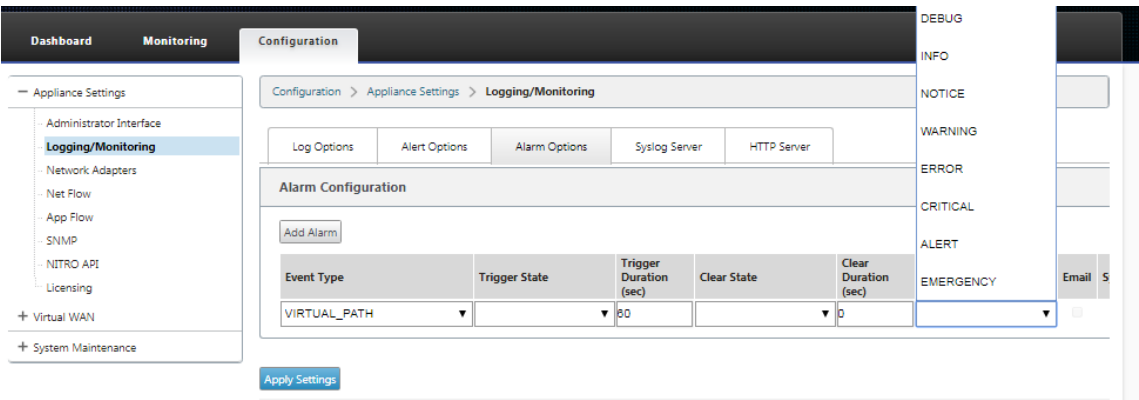 Dashboard Monitoring Configuration
Appliance Settings
Administrator Interface
Logging/Monitoring
Network Adapters
Net Flow
App Flow
SNMP
NITRO API
Licensing
Virtual WAN
System Maintenance
Configuration > Appliance Settings > Logging/Monitoring
Log Options Alert Options Alarm Options Syslog Server HTTP Server
Alarm Configuration
Add Alarm
Event Type Trigger State Trigger Duration (sec) Clear State Clear Duration (sec) Email
VIRTUAL_PATH 60 0
DEBUG
INFO
NOTICE
WARNING
ERROR
CRITICAL
ALERT
EMERGENCY
Apply Settings